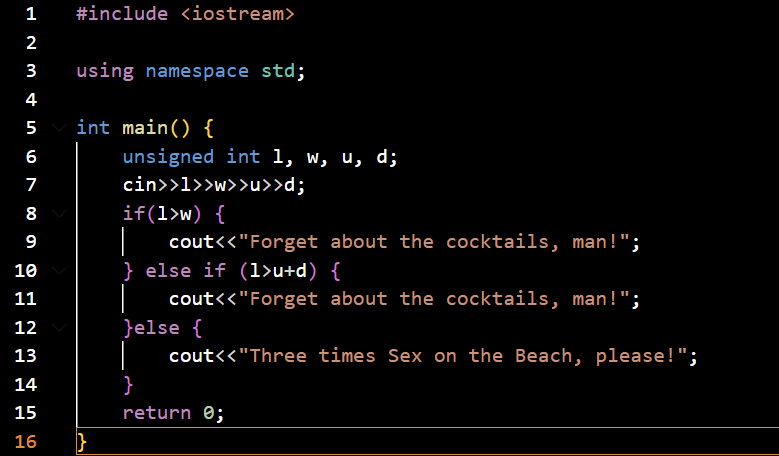 1 #include <iostream>
2
3 using namespace std;
4
5 int main() {
6 unsigned int l, w, u, d;
7 cin>>l>>w>>u>>d;
8 if(l>w) {
9 cout<<"Forget about the cocktails, man!";
10 } else if (l>u+d) {
11 cout<<"Forget about the cocktails, man!";
12 }else {
13 cout<<"Three times Sex on the Beach, please!";
14 }
15 return 0;
16 }